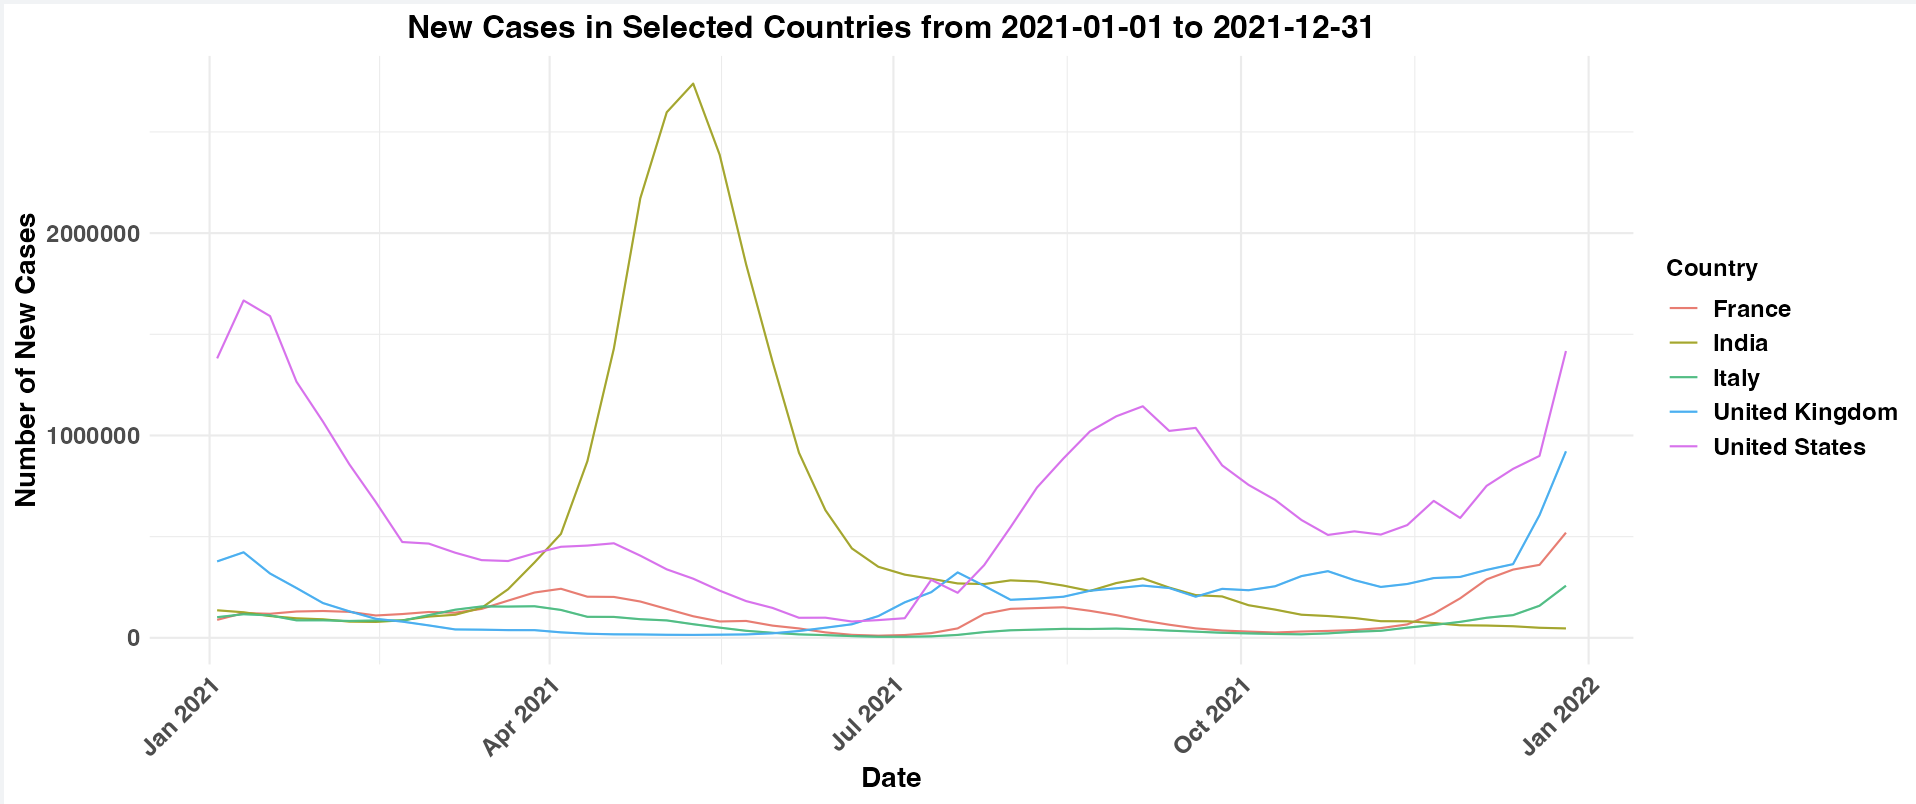 New Cases in Selected Countries from 2021-01-01 to 2021-12-31
Number of New Cases
2000000
1000000
0
Jan 2021
Apr 2021
Jul 2021
Oct 2021
Jan 2022
Date
Country
France
India
Italy
United Kingdom
United States